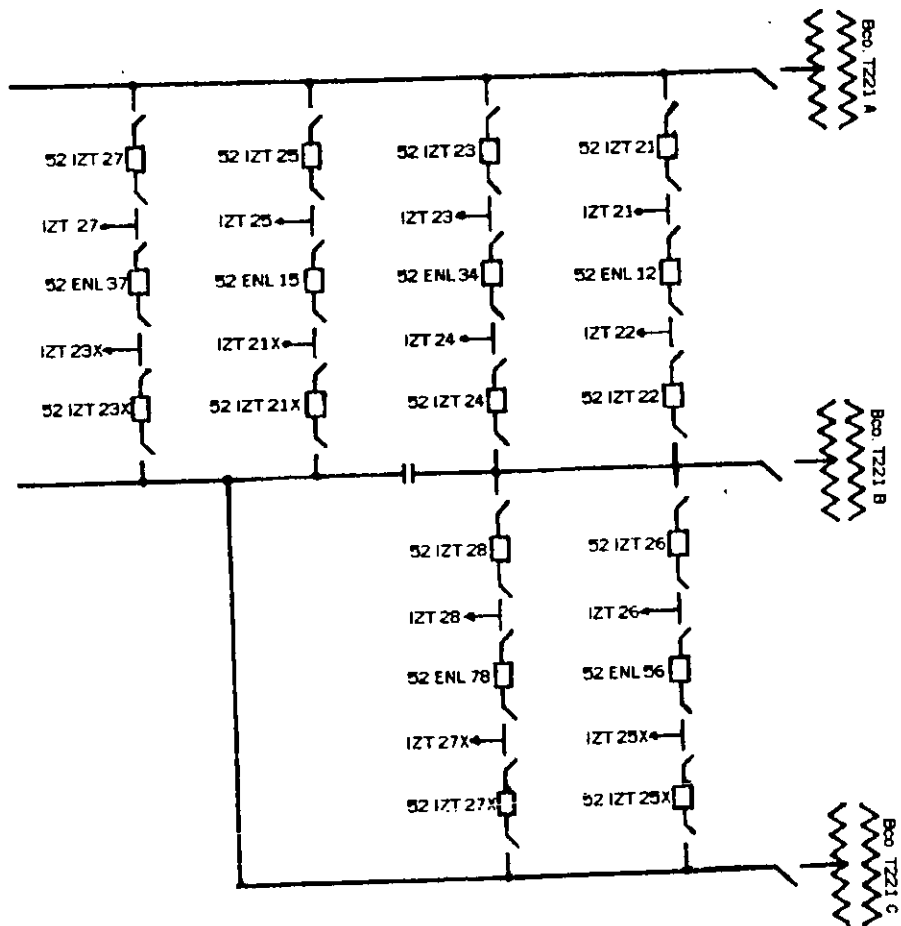 Bco. T221 A
52 IZT 27
52 IZT 25
52 IZT 23
52 IZT 21
IZT 27
IZT 25
IZT 23
IZT 21
52 ENL 37
52 ENL 15
52 ENL 34
52 ENL 12
IZT 23X
IZT 21X
IZT 24
IZT 22
52 IZT 23X
52 IZT 21X
52 IZT 24
52 IZT 22
Bco. T221 B
52 IZT 28
52 IZT 26
IZT 28
IZT 26
52 ENL 78
52 ENL 56
IZT 27X
IZT 25X
52 IZT 27X
52 IZT 25X
Bco T221 C